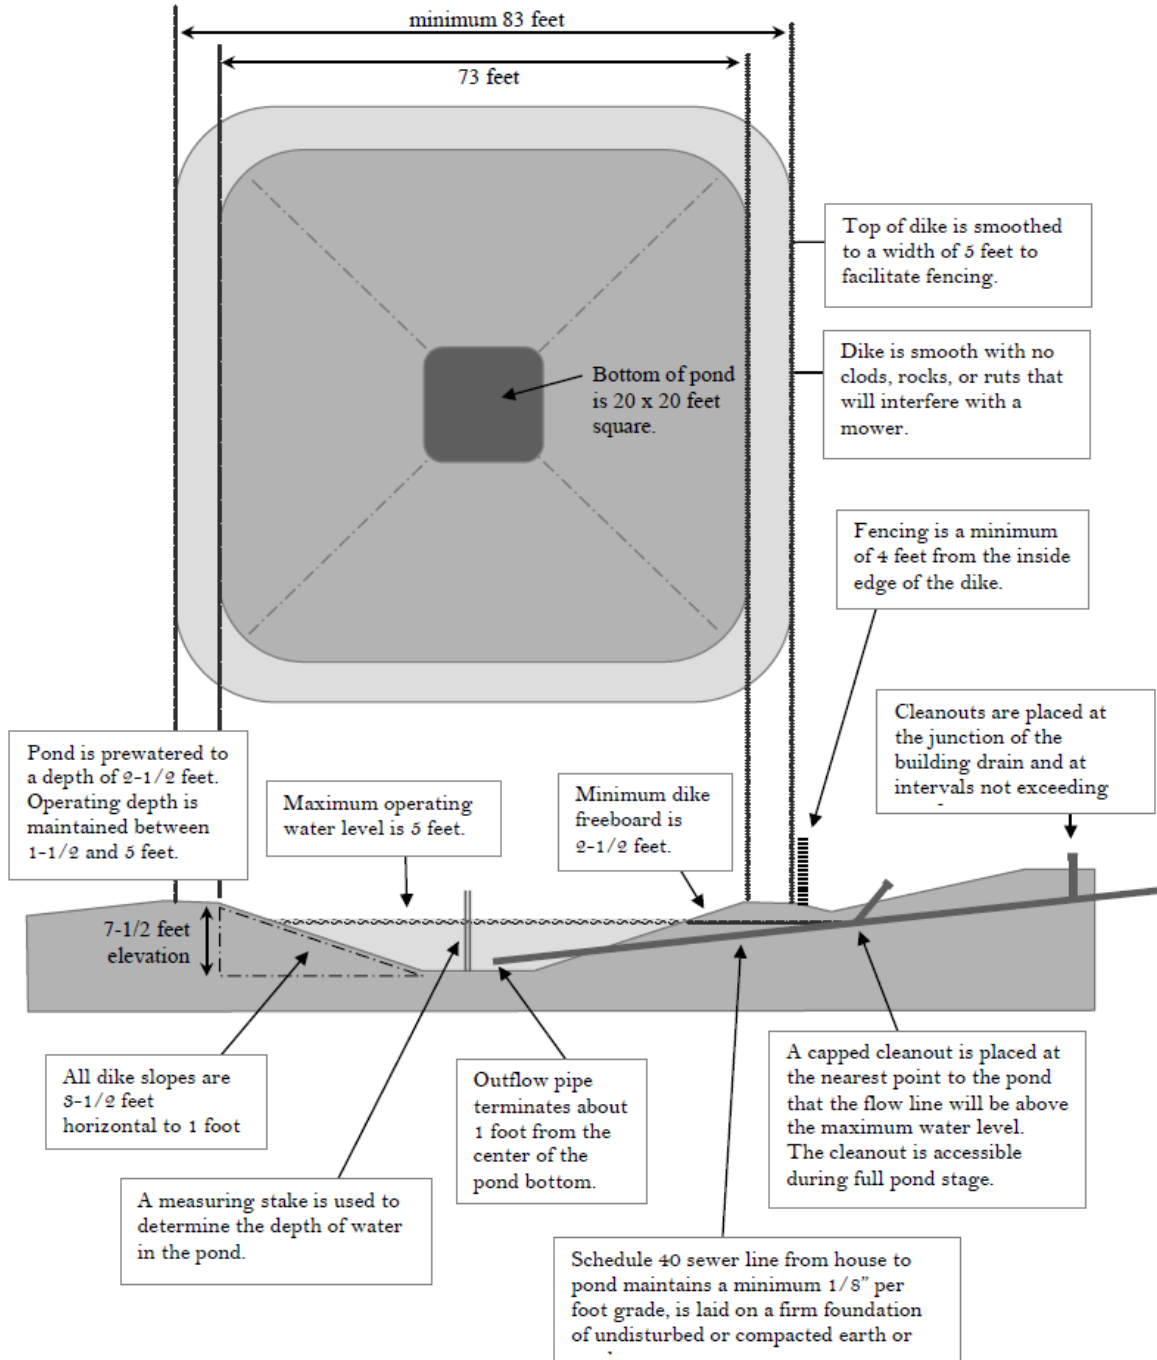 minimum 83 feet
73 feet
Top of dike is smoothed
to a width of 5 feet to
facilitate fencing.
Dike is smooth with no
clods, rocks, or ruts that
will interfere with a
mower.
Bottom of pond
is 20 x 20 feet
square.
Fencing is a minimum
of 4 feet from the inside
edge of the dike.
Cleanouts are placed at
the junction of the
building drain and at
intervals not exceeding
Pond is prewatered to
a depth of 2-1/2 feet.
Operating depth is
maintained between
1-1/2 and 5 feet.
Maximum operating
water level is 5 feet.
Minimum dike
freeboard is
2-1/2 feet.
7-1/2 feet
elevation
All dike slopes are
3-1/2 feet
horizontal to 1 foot
A measuring stake is used to
determine the depth of water
in the pond.
Outflow pipe
terminates about
1 foot from the
center of the
pond bottom.
A capped cleanout is placed at
the nearest point to the pond
that the flow line will be above
the maximum water level.
The cleanout is accessible
during full pond stage.
Schedule 40 sewer line from house to
pond maintains a minimum 1/8” per
foot grade, is laid on a firm foundation
of undisturbed or compacted earth or